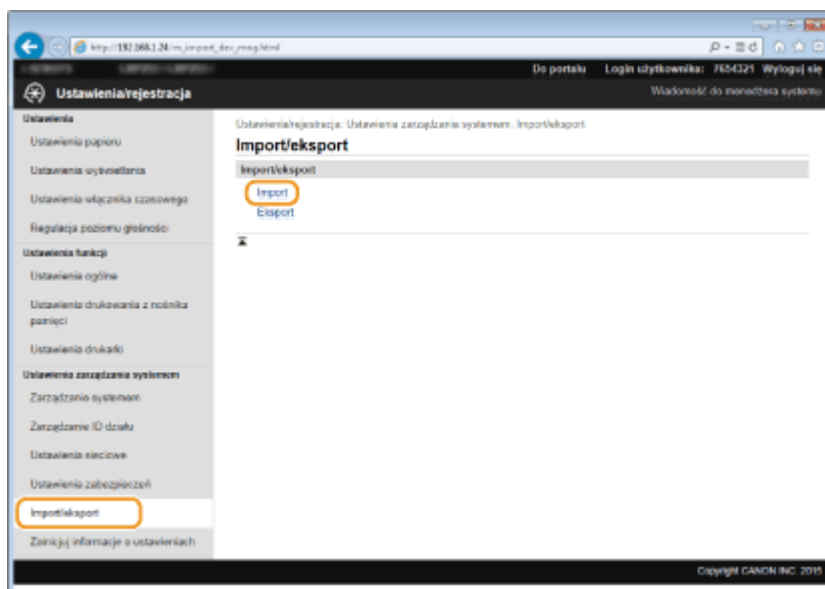 http://192.168.1.24/m_import_dev_mng.html
Do portalu Login użytkownika: 7654321 Wyloguj się
Ustawienia/rejestracja
Wiadomość do menedżera systemu
Ustawienia
Ustawienia papieru
Ustawienia wyświetlania
Ustawienia włącznika czasowego
Regulacja poziomu głośności
Ustawienia funkcji
Ustawienia ogólne
Ustawienia drukowania z nośnika
pamięci
Ustawienia drukarki
Ustawienia zarządzania systemem
Zarządzanie systemem
Zarządzanie ID działu
Ustawienia sieciowe
Ustawienia zabezpieczeń
Import/eksport
Zainicjuj informacje o ustawieniach
Ustawienia/rejestracja: Ustawienia zarządzania systemem: Import/eksport
Import/eksport
Import/eksport
Import
Eksport
Copyright CANON INC. 2015